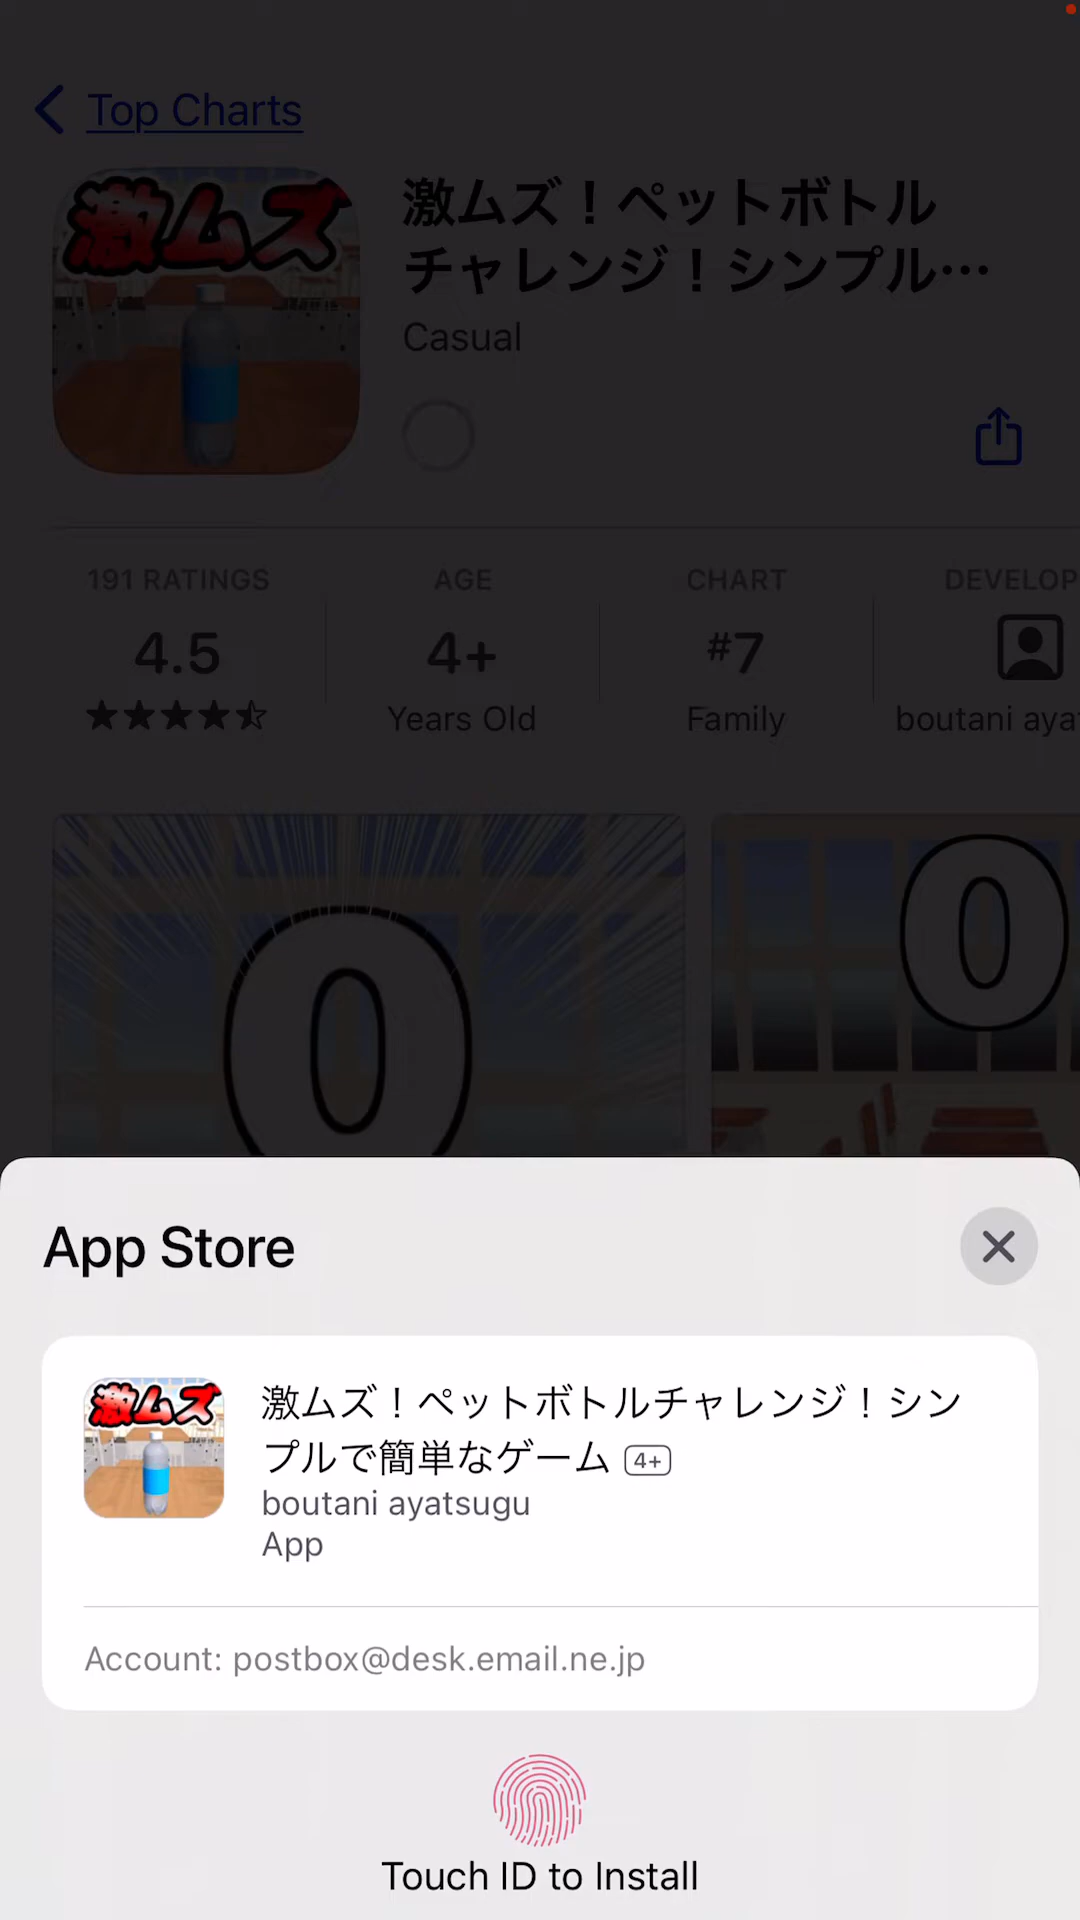 Top Charts
激ムズ
激ムズ！ペットボトル
チャレンジ！シンプル…
Casual
191 RATINGS
4.5
AGE
4+
Years Old
CHART
#7
Family
DEVELOP
boutani aya
0
0
App Store
激ムズ
激ムズ！ペットボトルチャレンジ！シン
プルで簡単なゲーム 4+
boutani ayatsugu
App
Account: postbox@desk.email.ne.jp
Touch ID to Install